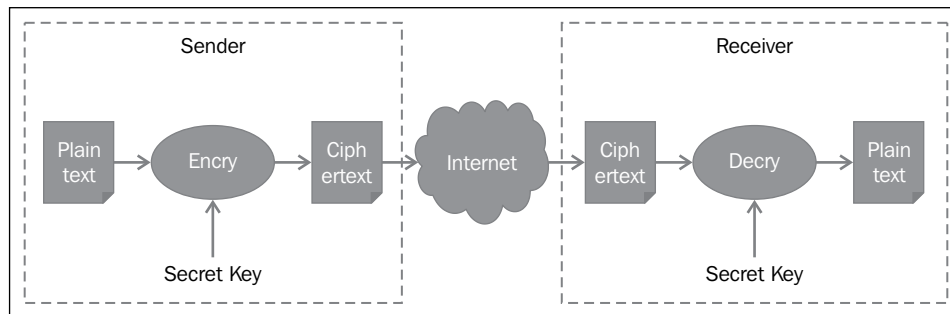 Sender
Receiver
Plain
text
Encry
Ciph
ertext
Internet
Ciph
ertext
Decry
Plain
text
Secret Key
Secret Key